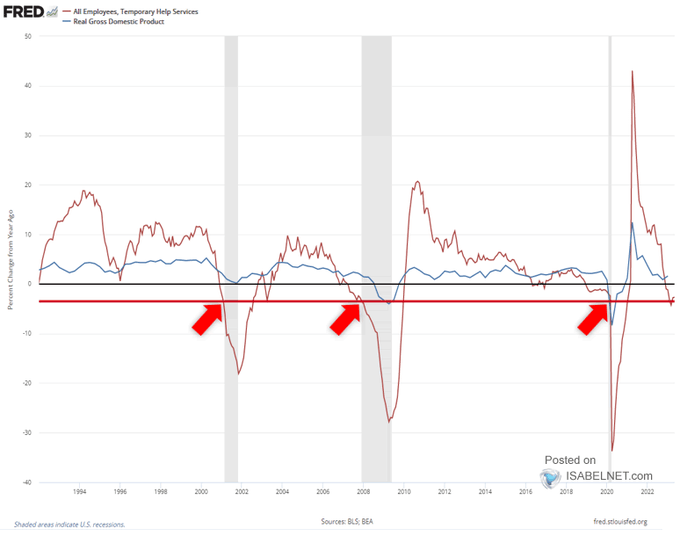 FRED
All Employees, Temporary Help Services
Real Gross Domestic Product
50
40
30
20
10
0
-10
-20
-30
-40
Percent Change from Year Ago
1994
1996
1998
2000
2002
2004
2006
2008
2010
2012
2014
2016
2018
2020
2022
Posted on
ISABELNET.com
Shaded areas indicate U.S. recessions.
Sources: BLS; BEA
fred.stlouisfed.org